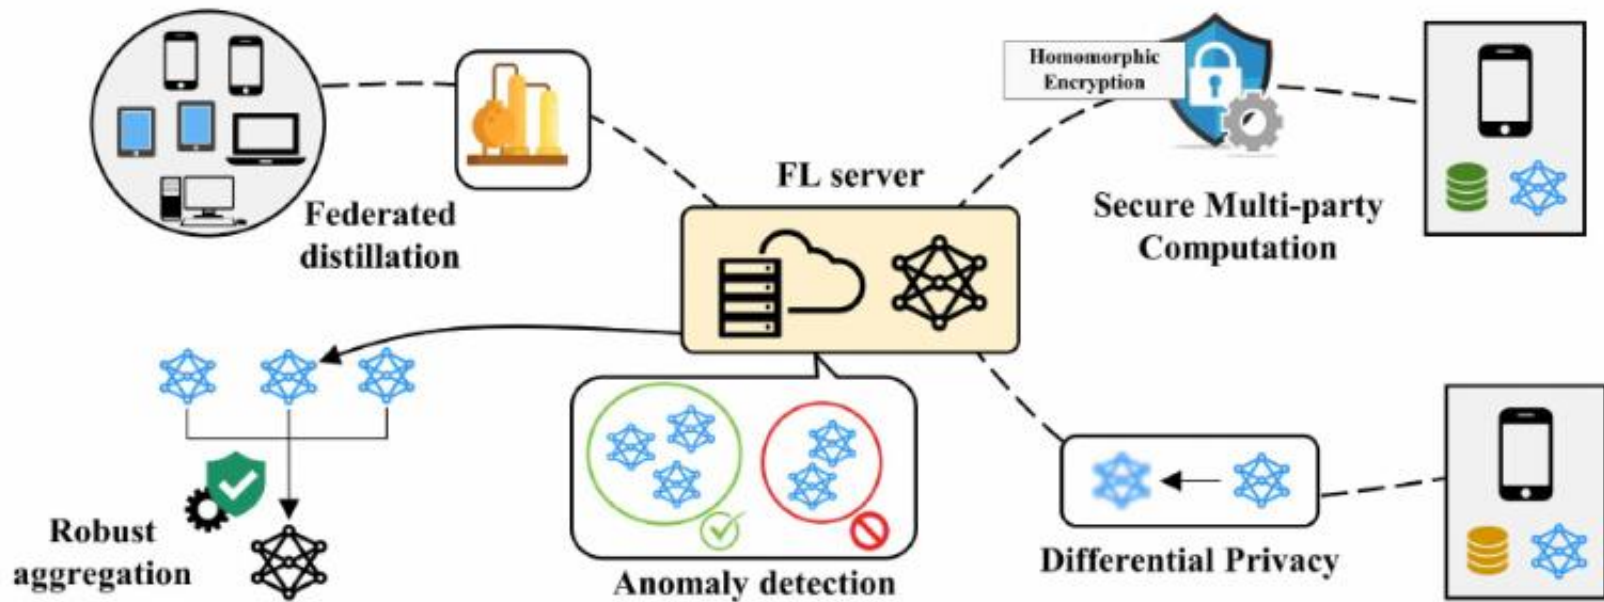 Homomorphic
Encryption
FL server
Federated
distillation
Secure Multi-party
Computation
Robust
aggregation
Anomaly detection
Differential Privacy